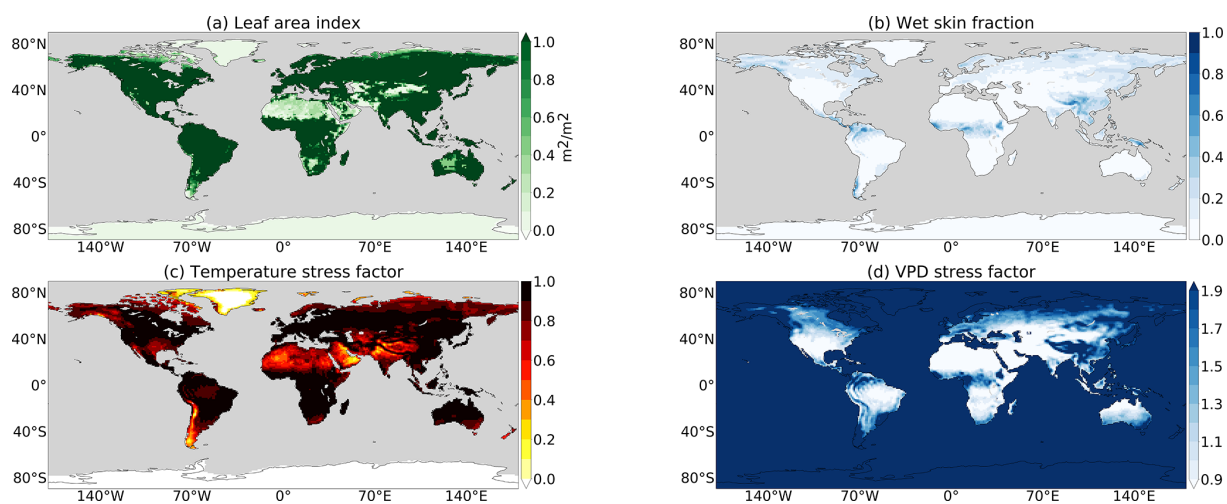 (a) Leaf area index
80°N
40°N
0°
40°S
80°S
140°W 70°W 0° 70°E 140°E
1.0
0.8
0.6
0.4
0.2
0.0
m²/m²
(b) Wet skin fraction
80°N
40°N
0°
40°S
80°S
140°W 70°W 0° 70°E 140°E
1.0
0.8
0.6
0.4
0.2
0.0
(c) Temperature stress factor
80°N
40°N
0°
40°S
80°S
140°W 70°W 0° 70°E 140°E
1.0
0.8
0.6
0.4
0.2
0.0
(d) VPD stress factor
80°N
40°N
0°
40°S
80°S
140°W 70°W 0° 70°E 140°E
1.9
1.7
1.5
1.3
1.1
0.9